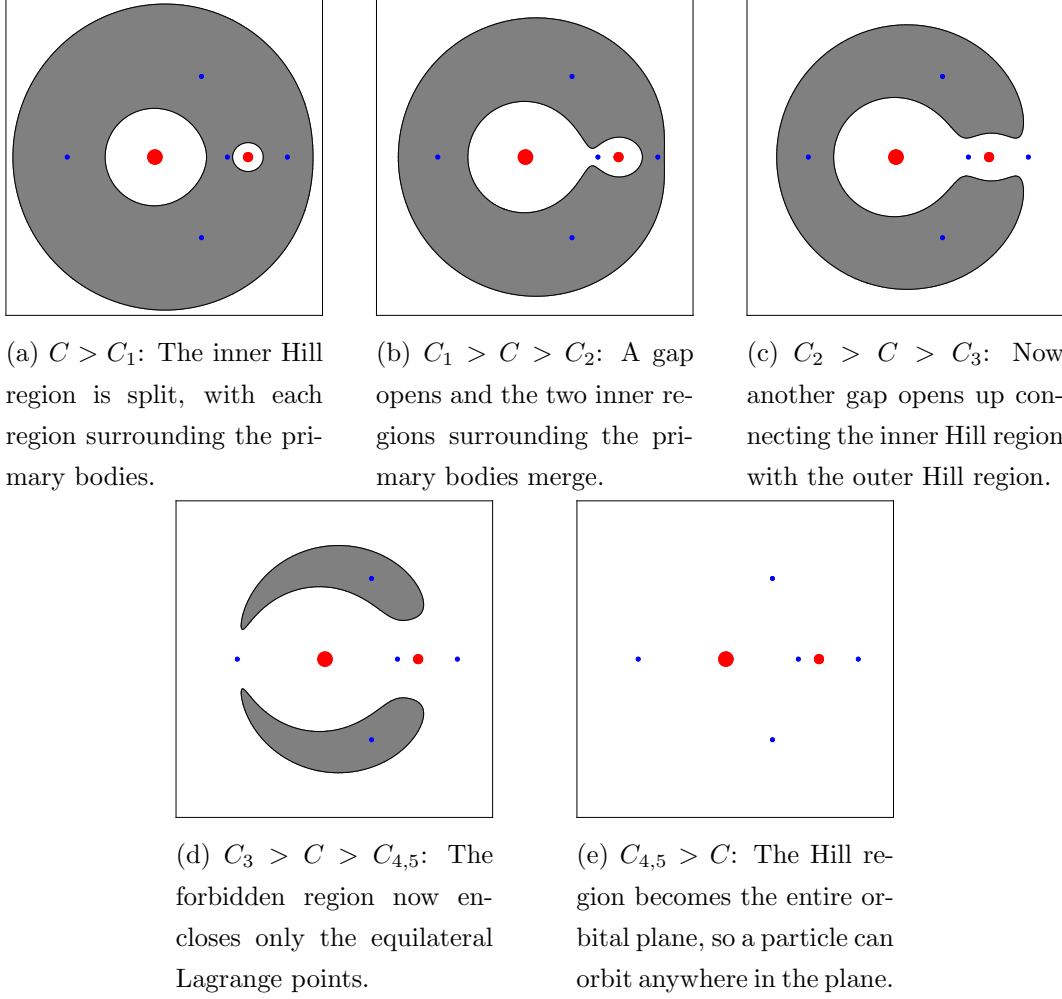 (a) C > C₁: The inner Hill
region is split, with each
region surrounding the pri-
mary bodies.
(b) C₁ > C > C₂: A gap
opens and the two inner re-
gions surrounding the pri-
mary bodies merge.
(c) C₂ > C > C₃: Now
another gap opens up con-
necting the inner Hill region
with the outer Hill region.
(d) C₃ > C > C₄,₅: The
forbidden region now en-
closes only the equilateral
Lagrange points.
(e) C₄,₅ > C: The Hill re-
gion becomes the entire or-
bital plane, so a particle can
orbit anywhere in the plane.